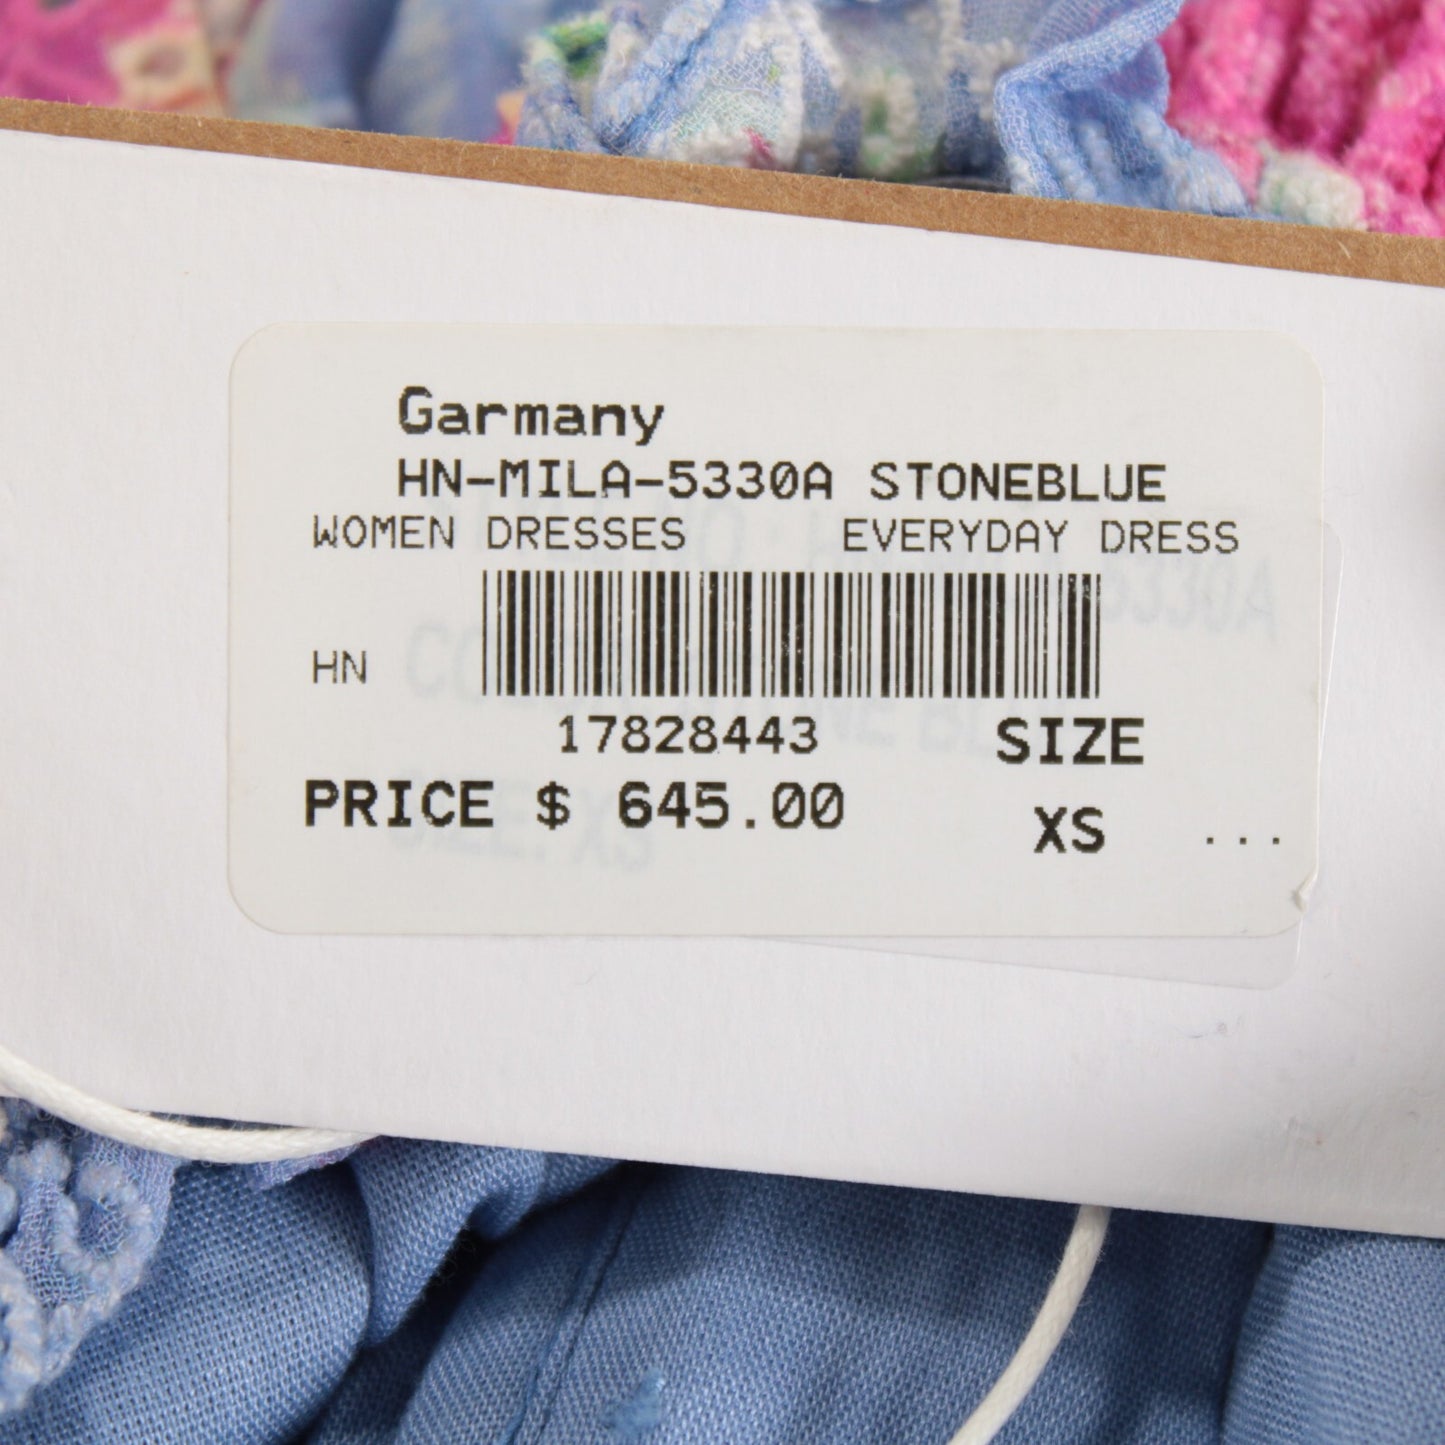 Garmany
HN-MILA-5330A STONEBLUE
WOMEN DRESSES EVERYDAY DRESS
HN
17828443 SIZE
PRICE $ 645.00 XS ...